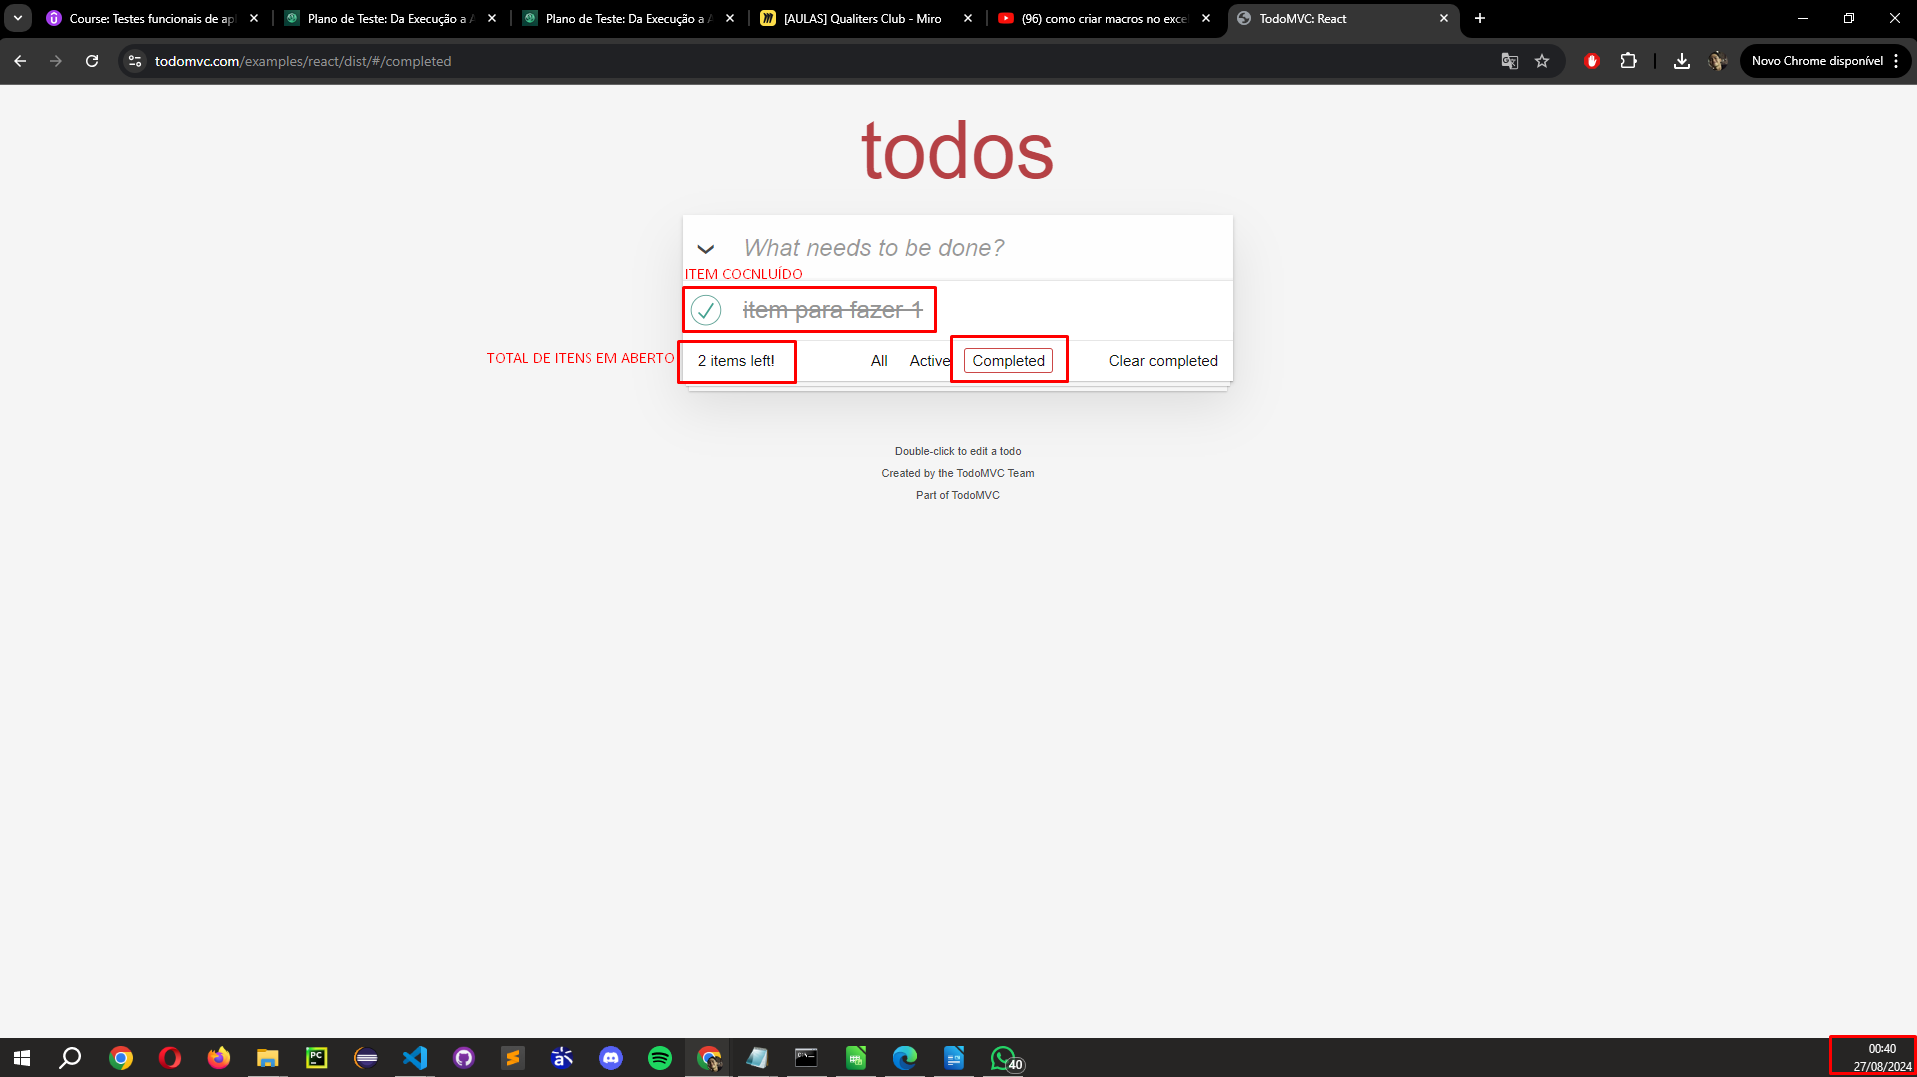 Course: Testes funcionais de ap
Plano de Teste: Da Execução a A
Plano de Teste: Da Execução a A
[AULAS] Qualiters Club - Miro
(96) como criar macros no exce
TodoMVC: React
todomvc.com/examples/react/dist/#/completed
Novo Chrome disponível
todos
What needs to be done?
ITEM COCNLUÍDO
item para fazer 1
TOTAL DE ITENS EM ABERTO
2 items left!
All
Active
Completed
Clear completed
Double-click to edit a todo
Created by the TodoMVC Team
Part of TodoMVC
PC
40
00:40
27/08/2024